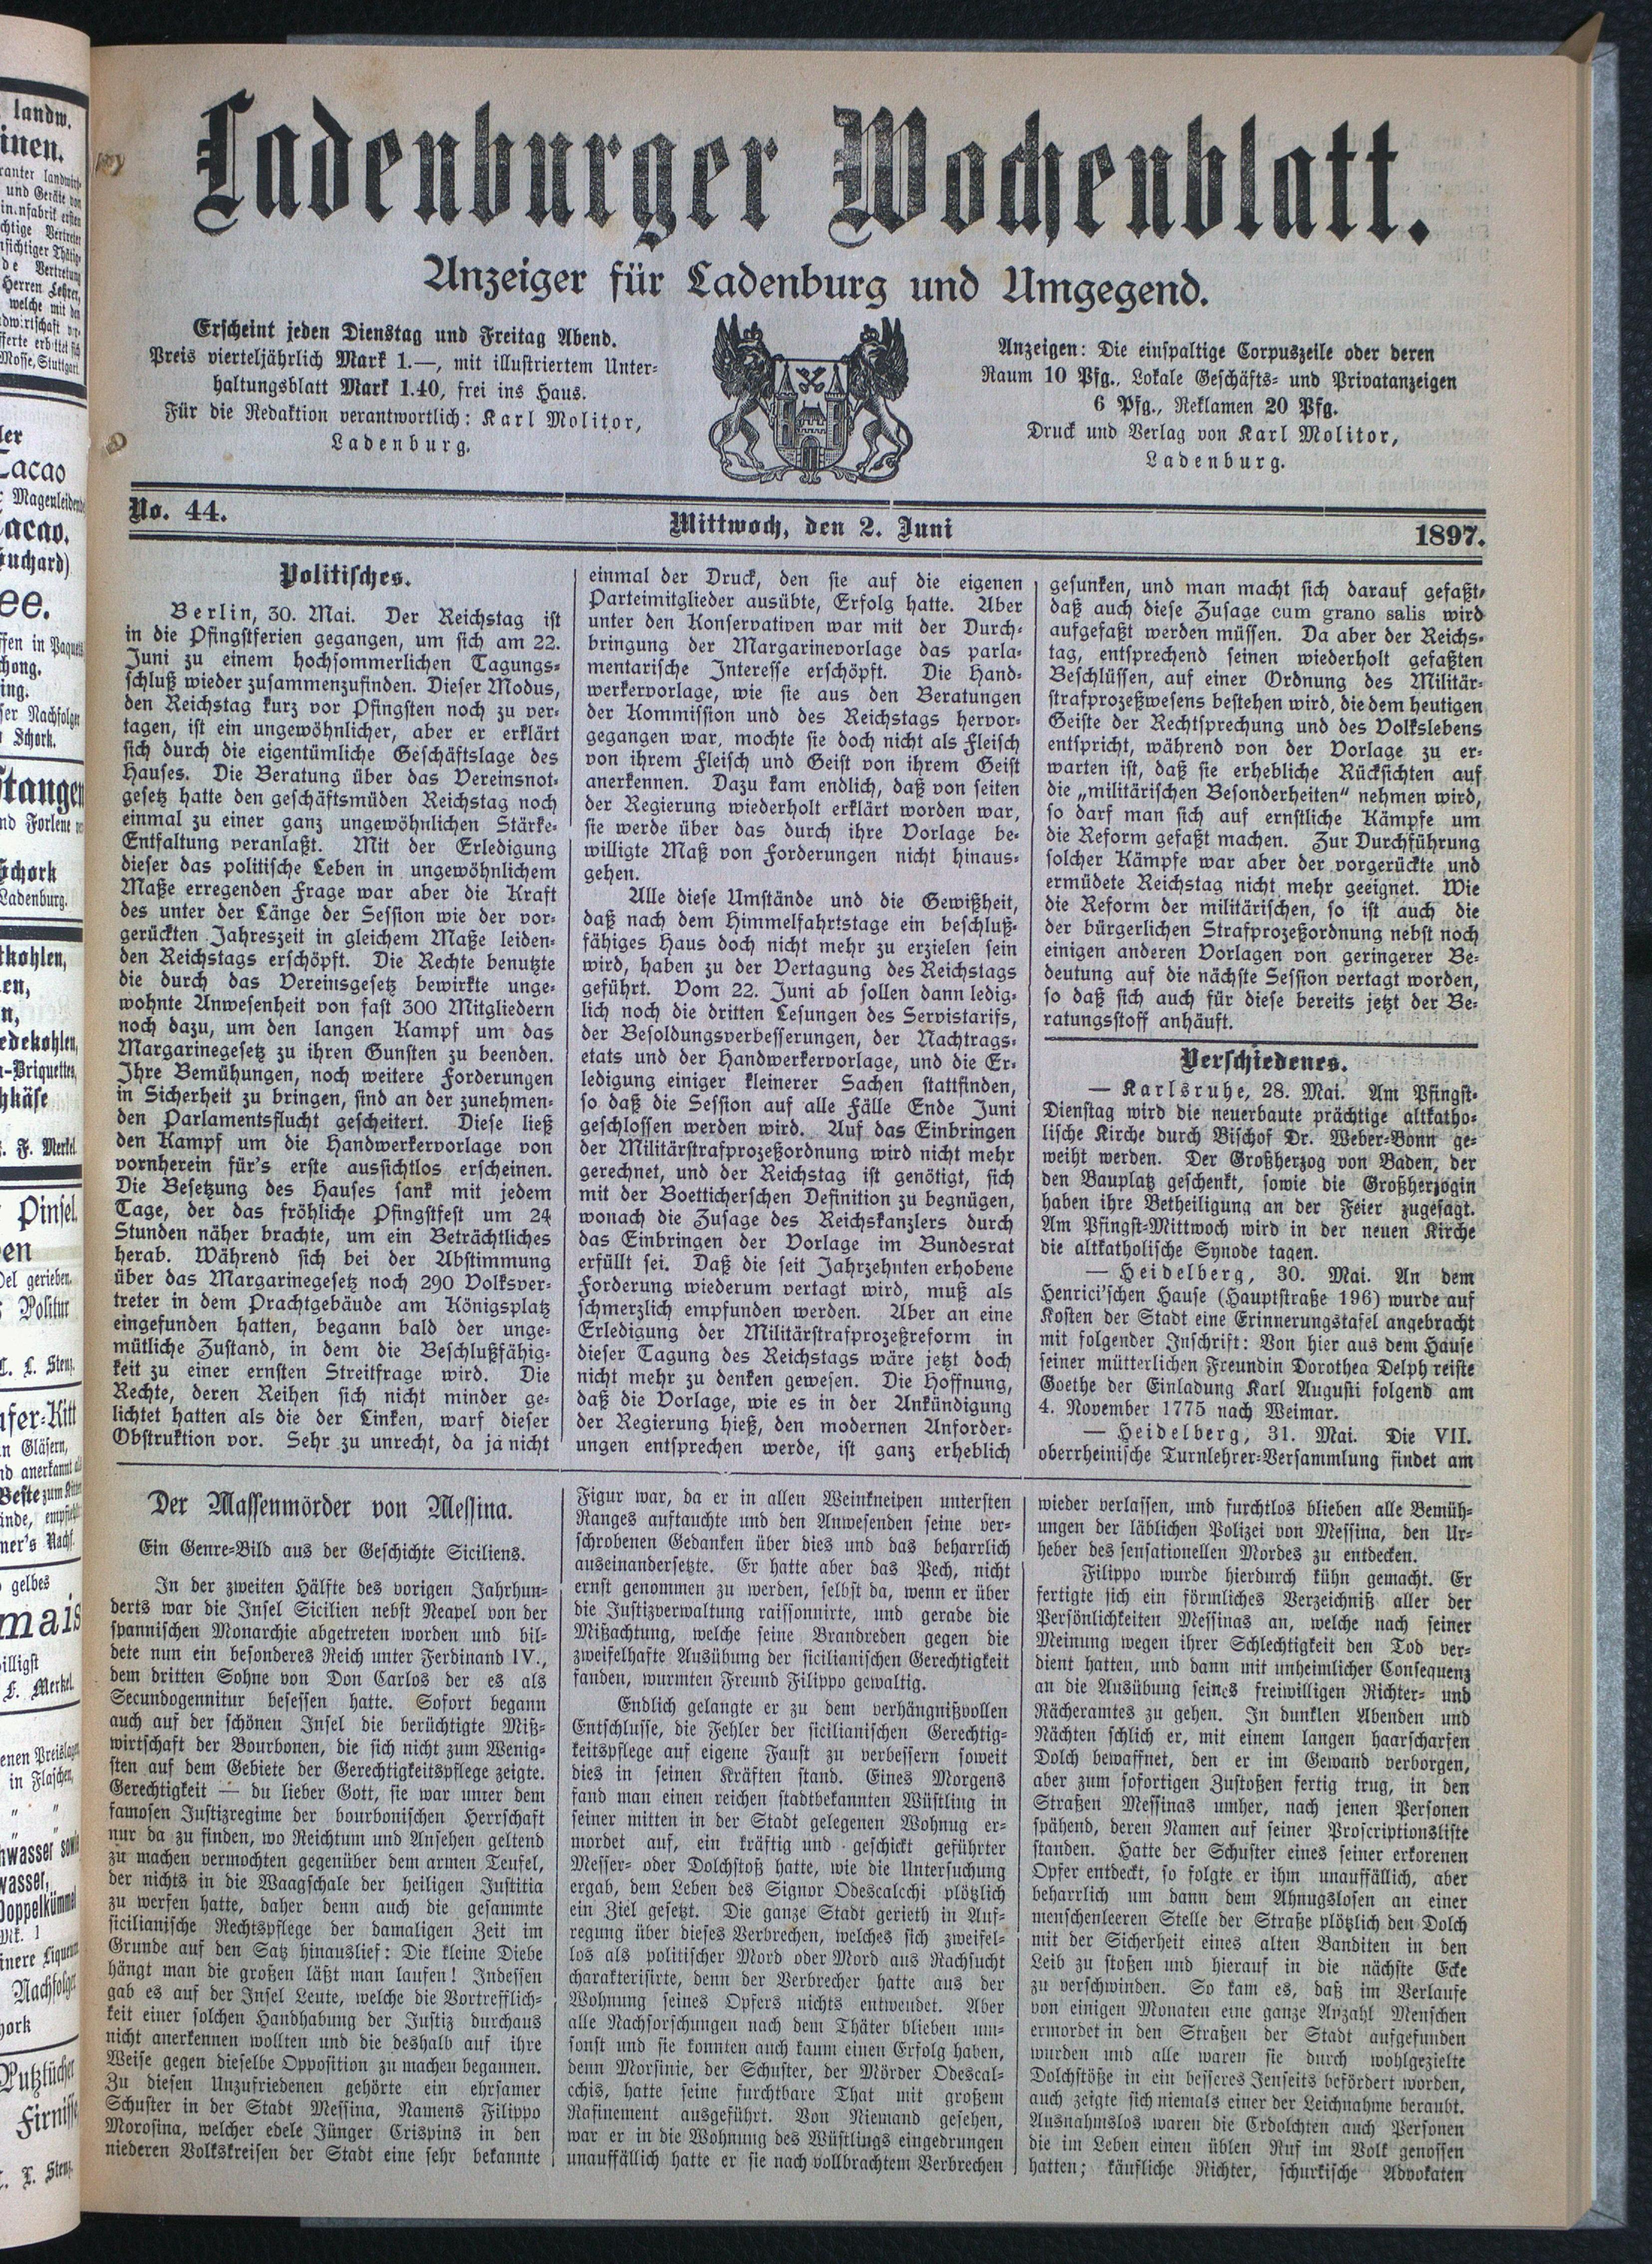 Ladenburger Wochenblatt.
Anzeiger für Ladenburg und Umgegend.
Erscheint jeden Dienstag und Freitag Abend.
Preis vierteljährlich Mark 1.—, mit illustriertem Unter-
haltungsblatt Mark 1.40, frei ins Haus.
Für die Redaktion verantwortlich: Karl Molitor,
Ladenburg.
Anzeigen: Die einspaltige Corpuszeile oder deren
Raum 10 Pfg., Lokale Geschäfts- und Privatanzeigen
6 Pfg., Reklamen 20 Pfg.
Druck und Verlag von Karl Molitor,
Ladenburg.
No. 44.
Mittwoch, den 2. Juni
1897.
Politisches.
Berlin, 30. Mai. Der Reichstag ist
in die Pfingstferien gegangen, um sich am 22.
Juni zu einem hochsommerlichen Tagungs-
schluß wieder zusammenzufinden. Dieser Modus,
den Reichstag kurz vor Pfingsten noch zu ver-
tagen, ist ein ungewöhnlicher, aber er erklärt
sich durch die eigentümliche Geschäftslage des
Hauses. Die Beratung über das Vereinsnot-
gesetz hatte den geschäftsmüden Reichstag noch
einmal zu einer ganz ungewöhnlichen Stärke-
Entfaltung veranlaßt. Mit der Erledigung
dieser das politische Leben in ungewöhnlichem
Maße erregenden Frage war aber die Kraft
des unter der Länge der Session wie der vor-
gerückten Jahreszeit in gleichem Maße leiden-
den Reichstags erschöpft. Die Rechte benutzte
die durch das Vereinsgesetz bewirkte unge-
wohnte Anwesenheit von fast 300 Mitgliedern
noch dazu, um den langen Kampf um das
Margarinegesetz zu ihren Gunsten zu beenden.
Ihre Bemühungen, noch weitere Forderungen
in Sicherheit zu bringen, sind an der zunehmen-
den Parlamentsflucht gescheitert. Diese ließ
den Kampf um die Handwerkervorlage von
vornherein für's erste aussichtlos erscheinen.
Die Besetzung des Hauses sank mit jedem
Tage, der das fröhliche Pfingstfest um 24
Stunden näher brachte, um ein Beträchtliches
herab. Während sich bei der Abstimmung
über das Margarinegesetz noch 290 Volksver-
treter in dem Prachtgebäude am Königsplatz
eingefunden hatten, begann bald der unge-
mütliche Zustand, in dem die Beschlußfähig-
keit zu einer ernsten Streitfrage wird. Die
Rechte, deren Reihen sich nicht minder ge-
lichtet hatten als die der Linken, warf dieser
Obstruktion vor. Sehr zu unrecht, da ja nicht
einmal der Druck, den sie auf die eigenen
Parteimitglieder ausübte, Erfolg hatte. Aber
unter den Konservativen war mit der Durch-
bringung der Margarinevorlage das parla-
mentarische Interesse erschöpft. Die Hand-
werkervorlage, wie sie aus den Beratungen
der Kommission und des Reichstags hervor-
gegangen war, mochte sie doch nicht als Fleisch
von ihrem Fleisch und Geist von ihrem Geist
anerkennen. Dazu kam endlich, daß von seiten
der Regierung wiederholt erklärt worden war,
sie werde über das durch ihre Vorlage be-
willigte Maß von Forderungen nicht hinaus-
gehen.
Alle diese Umstände und die Gewißheit,
daß nach dem Himmelfahrtstage ein beschluß-
fähiges Haus doch nicht mehr zu erzielen sein
wird, haben zu der Vertagung des Reichstags
geführt. Vom 22. Juni ab sollen dann ledig-
lich noch die dritten Lesungen des Servistarifs,
der Besoldungsverbesserungen, der Nachtrags-
etats und der Handwerkervorlage, und die Er-
ledigung einiger kleinerer Sachen stattfinden,
so daß die Session auf alle Fälle Ende Juni
geschlossen werden wird. Auf das Einbringen
der Militärstrafprozeßordnung wird nicht mehr
gerechnet, und der Reichstag ist genötigt, sich
mit der Boetticherschen Definition zu begnügen,
wonach die Zusage des Reichskanzlers durch
das Einbringen der Vorlage im Bundesrat
erfüllt sei. Daß die seit Jahrzehnten erhobene
Forderung wiederum vertagt wird, muß als
schmerzlich empfunden werden. Aber an eine
Erledigung der Militärstrafprozeßreform in
dieser Tagung des Reichstags wäre jetzt doch
nicht mehr zu denken gewesen. Die Hoffnung,
daß die Vorlage, wie es in der Ankündigung
der Regierung hieß, den modernen Anforder-
ungen entsprechen werde, ist ganz erheblich
gesunken, und man macht sich darauf gefaßt,
daß auch diese Zusage cum grano salis wird
aufgefaßt werden müssen. Da aber der Reichs-
tag, entsprechend seinen wiederholt gefaßten
Beschlüssen, auf einer Ordnung des Militär-
strafprozeßwesens bestehen wird, die dem heutigen
Geiste der Rechtsprechung und des Volkslebens
entspricht, während von der Vorlage zu er-
warten ist, daß sie erhebliche Rücksichten auf
die „militärischen Besonderheiten" nehmen wird,
so darf man sich auf ernstliche Kämpfe um
die Reform gefaßt machen. Zur Durchführung
solcher Kämpfe war aber der vorgerückte und
ermüdete Reichstag nicht mehr geeignet. Wie
die Reform der militärischen, so ist auch die
der bürgerlichen Strafprozeßordnung nebst noch
einigen anderen Vorlagen von geringerer Be-
deutung auf die nächste Session vertagt worden,
so daß sich auch für diese bereits jetzt der Be-
ratungsstoff anhäuft.
Verschiedenes.
— Karlsruhe, 28. Mai. Am Pfingst-
Dienstag wird die neuerbaute prächtige altkatho-
lische Kirche durch Bischof Dr. Weber-Bonn ge-
weiht werden. Der Großherzog von Baden, der
den Bauplatz geschenkt, sowie die Großherzogin
haben ihre Betheiligung an der Feier zugesagt.
Am Pfingst-Mittwoch wird in der neuen Kirche
die altkatholische Synode tagen.
— Heidelberg, 30. Mai. An dem
Henrici'schen Hause (Hauptstraße 196) wurde auf
Kosten der Stadt eine Erinnerungstafel angebracht
mit folgender Inschrift: Von hier aus dem Hause
seiner mütterlichen Freundin Dorothea Delph reiste
Goethe der Einladung Karl Augusti folgend am
4. November 1775 nach Weimar.
— Heidelberg, 31. Mai. Die VII.
oberrheinische Turnlehrer-Versammlung findet am
Der Massenmörder von Messina.
Ein Genre-Bild aus der Geschichte Siciliens.
In der zweiten Hälfte des vorigen Jahrhun-
derts war die Insel Sicilien nebst Neapel von der
spannischen Monarchie abgetreten worden und bil-
dete nun ein besonderes Reich unter Ferdinand IV.,
dem dritten Sohne von Don Carlos der es als
Secundogennitur besessen hatte. Sofort begann
auch auf der schönen Insel die berüchtigte Miß-
wirtschaft der Bourbonen, die sich nicht zum Wenig-
sten auf dem Gebiete der Gerechtigkeitspflege zeigte.
Gerechtigkeit — du lieber Gott, sie war unter dem
famosen Justizregime der bourbonischen Herrschaft
nur da zu finden, wo Reichtum und Ansehen geltend
zu machen vermochten gegenüber dem armen Teufel,
der nichts in die Waagschale der heiligen Justitia
zu werfen hatte, daher denn auch die gesammte
sicilianische Rechtspflege der damaligen Zeit im
Grunde auf den Satz hinauslief: Die kleine Diebe
hängt man die großen läßt man laufen! Indessen
gab es auf der Insel Leute, welche die Vortrefflich-
keit einer solchen Handhabung der Justiz durchaus
nicht anerkennen wollten und die deshalb auf ihre
Weise gegen dieselbe Opposition zu machen begannen.
Zu diesen Unzufriedenen gehörte ein ehrsamer
Schuster in der Stadt Messina, Namens Filippo
Morosina, welcher edele Jünger Crispins in den
niederen Volkskreisen der Stadt eine sehr bekannte
Figur war, da er in allen Weinkneipen untersten
Ranges auftauchte und den Anwesenden seine ver-
schrobenen Gedanken über dies und das beharrlich
auseinandersetzte. Er hatte aber das Pech, nicht
ernst genommen zu werden, selbst da, wenn er über
die Justizverwaltung raissonnirte, und gerade die
Mißachtung, welche seine Brandreden gegen die
zweifelhafte Ausübung der sicilianischen Gerechtigkeit
fanden, wurmten Freund Filippo gewaltig.
Endlich gelangte er zu dem verhängnißvollen
Entschlusse, die Fehler der sicilianischen Gerechtig-
keitspflege auf eigene Faust zu verbessern soweit
dies in seinen Kräften stand. Eines Morgens
fand man einen reichen stadtbekannten Wüstling in
seiner mitten in der Stadt gelegenen Wohnug er-
mordet auf, ein kräftig und geschickt geführter
Messer- oder Dolchstoß hatte, wie die Untersuchung
ergab, dem Leben des Signor Odescalcchi plötzlich
ein Ziel gesetzt. Die ganze Stadt gerieth in Auf-
regung über dieses Verbrechen, welches sich zweifel-
los als politischer Mord oder Mord aus Rachsucht
charakterisirte, denn der Verbrecher hatte aus der
Wohnung seines Opfers nichts entwendet. Aber
alle Nachforschungen nach dem Thäter blieben um-
sonst und sie konnten auch kaum einen Erfolg haben,
denn Morsinie, der Schuster, der Mörder Odescal-
cchis, hatte seine furchtbare That mit großem
Rafinement ausgeführt. Von Niemand gesehen,
war er in die Wohnung des Wüstlings eingedrungen
unauffällich hatte er sie nach vollbrachtem Verbrechen
wieder verlassen, und furchtlos blieben alle Bemüh-
ungen der läblichen Polizei von Messina, den Ur-
heber des sensationellen Mordes zu entdecken.
Filippo wurde hierdurch kühn gemacht. Er
fertigte sich ein förmliches Verzeichniß aller der
Persönlichkeiten Messinas an, welche nach seiner
Meinung wegen ihrer Schlechtigkeit den Tod ver-
dient hatten, und dann mit unheimlicher Consequenz
an die Ausübung seines freiwilligen Richter- und
Rächeramtes zu gehen. In dunklen Abenden und
Nächten schlich er, mit einem langen haarscharfen
Dolch bewaffnet, den er im Gewand verborgen,
aber zum sofortigen Zustoßen fertig trug, in den
Straßen Messinas umher, nach jenen Personen
spähend, deren Namen auf seiner Proscriptionsliste
standen. Hatte der Schuster eines seiner erkorenen
Opfer entdeckt, so folgte er ihm unauffällich, aber
beharrlich um dann dem Ahnugslosen an einer
menschenleeren Stelle der Straße plötzlich den Dolch
mit der Sicherheit eines alten Banditen in den
Leib zu stoßen und hierauf in die nächste Ecke
zu verschwinden. So kam es, daß im Verlaufe
von einigen Monaten eine ganze Anzahl Menschen
ermordet in den Straßen der Stadt aufgefunden
wurden und alle waren sie durch wohlgezielte
Dolchstöße in ein besseres Jenseits befördert worden,
auch zeigte sich niemals einer der Leichname beraubt.
Ausnahmslos waren die Erdolchten auch Personen
die im Leben einen üblen Ruf im Volk genossen
hatten; käufliche Richter, schurkische Advokaten